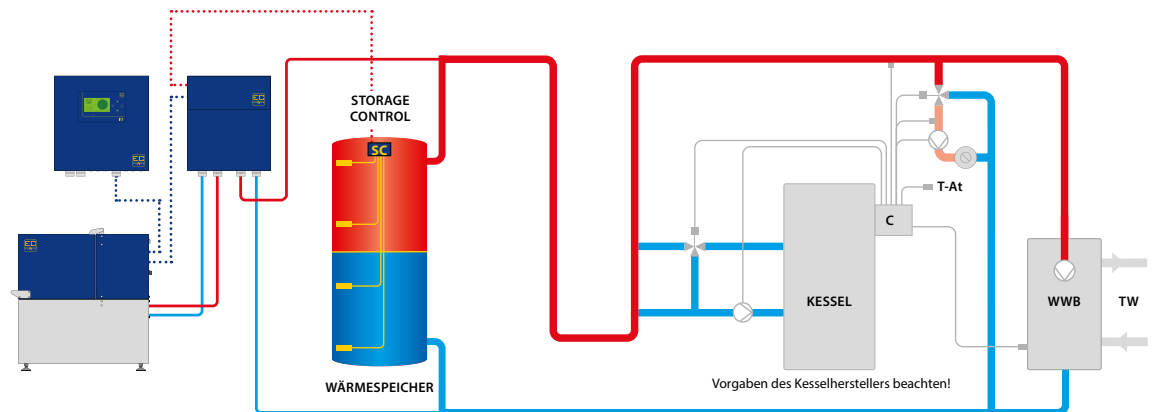 STORAGE
CONTROL
SC
WÄRMESPEICHER
KESSEL
C
T-At
WWB
TW
Vorgaben des Kesselherstellers beachten!